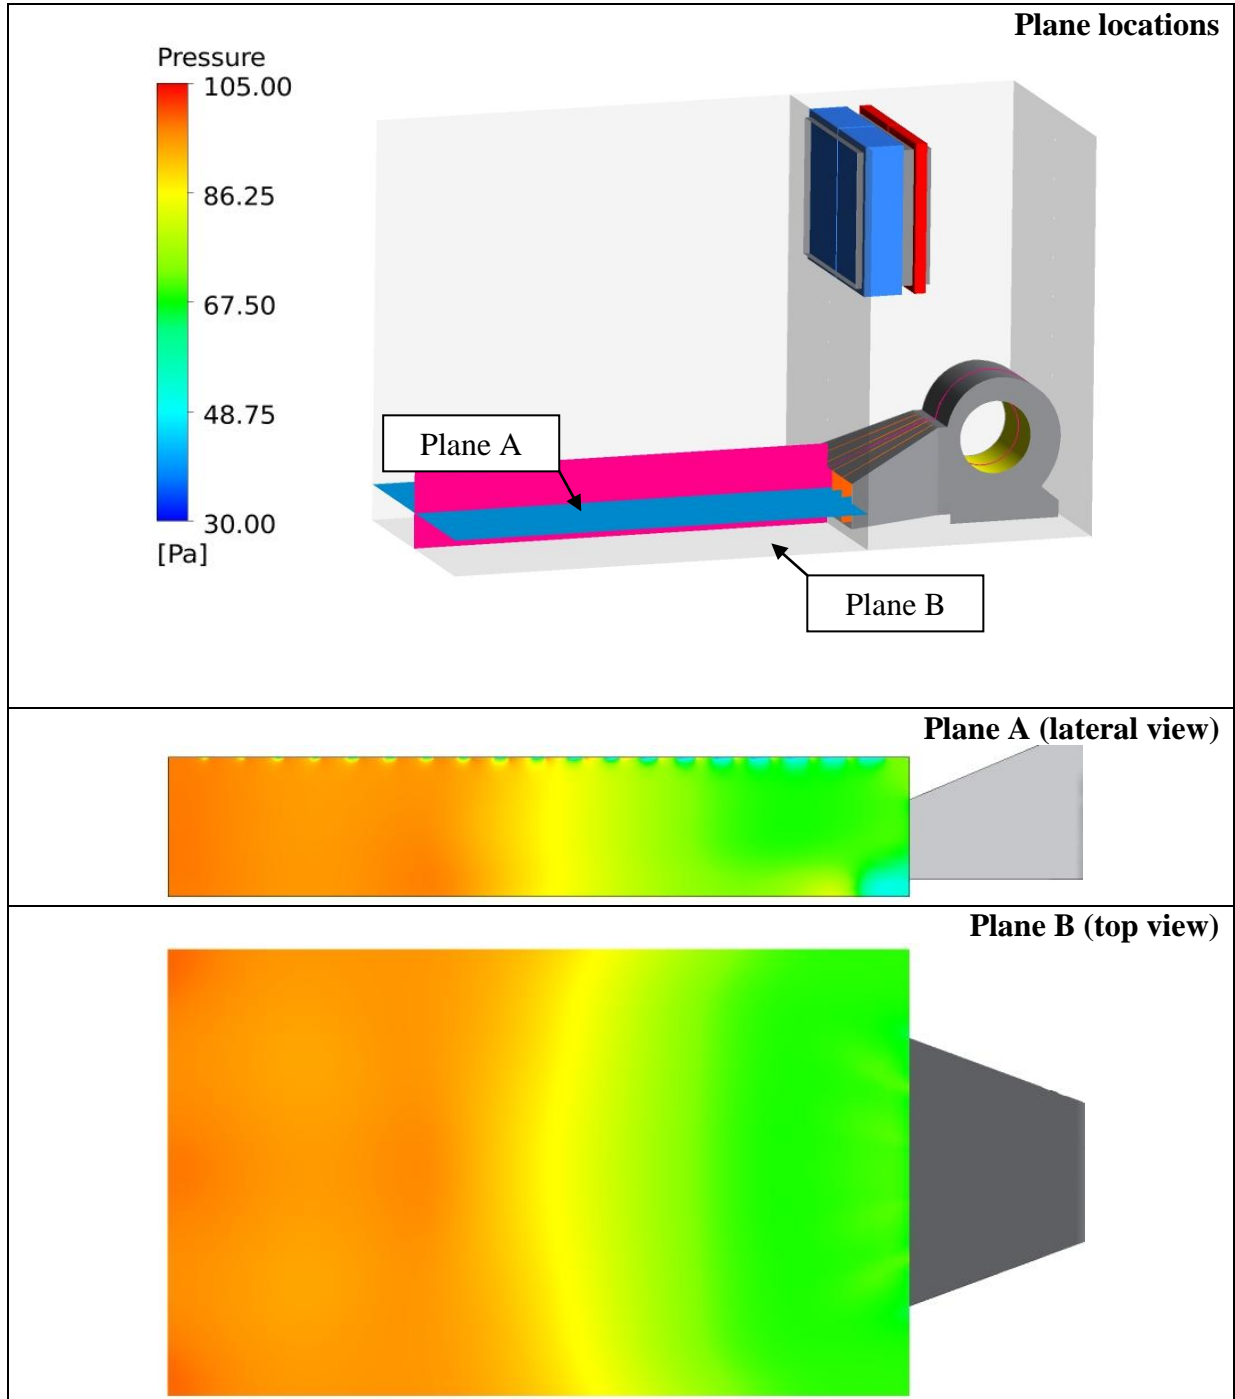 Plane locations
Pressure
105.00
86.25
67.50
48.75
30.00
[Pa]
Plane A
Plane B
Plane A (lateral view)
Plane B (top view)